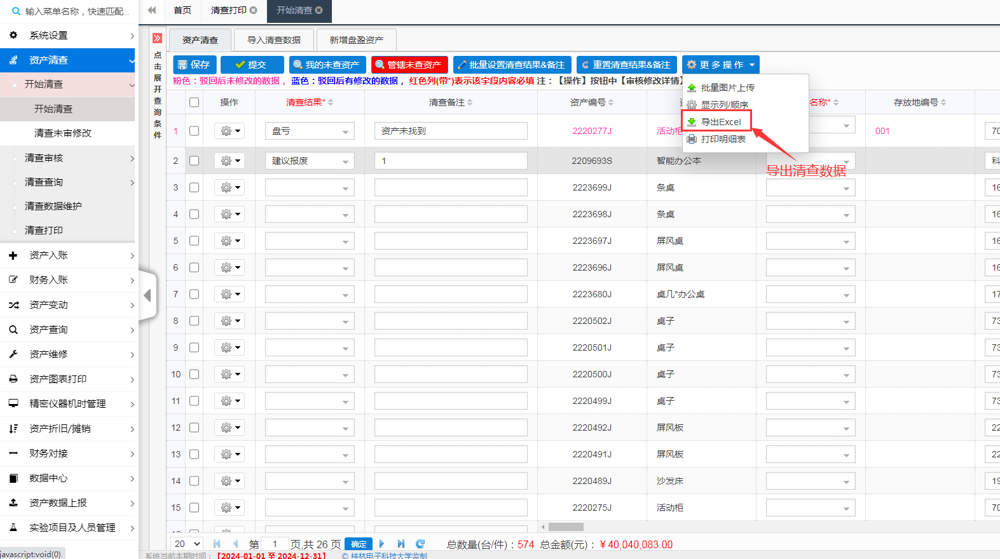 输入菜单名称，快速匹配...
系统设置
资产清查
开始清查
开始清查
清查未审修改
清查审核
清查查询
清查数据维护
清查打印
资产入账
财务入账
资产变动
资产查询
资产维修
资产图表打印
精密仪器机时管理
资产折旧/摊销
财务对接
数据中心
资产数据上报
实验项目及人员管理
javascript:void(0)
首页 清查打印 开始清查
点击展开查询条件
资产清查 导入清查数据 新增盘盈资产
保存 提交 我的未查资产 管辖未查资产 批量设置清查结果&备注 重置清查结果&备注 更多操作
粉色：驳回后未修改的数据， 蓝色：驳回后有修改的数据， 红色列(带*)表示该字段内容必填 注：【操作】按钮中【审核修改详情】
批量图片上传
显示列/顺序
导出Excel
打印明细表
导出清查数据
操作 清查结果* 清查备注 资产编号 名称* 存放地编号
1 盘亏 资产未找到 2220277J 活动柜 001 70
2 建议报废 1 2209693S 智能办公本 科
3 2223699J 条桌 16
4 2223698J 条桌 16
5 2223697J 屏风桌 16
6 2223696J 屏风桌 16
7 2223680J 桌几*办公桌 17
8 2220502J 桌子 73
9 2220501J 桌子 73
10 2220500J 桌子 73
11 2220499J 桌子 73
12 2220492J 屏风板 22
13 2220491J 屏风板 22
14 2220489J 沙发床 19
15 2220275J 活动柜 70
20 第 1 页,共 26 页 确定 总数量(台/件)：574 总金额(元)：￥40,040,083.00
系统当前本期时间：【2024-01-01 至 2024-12-31】 © 桂林电子科技大学监制